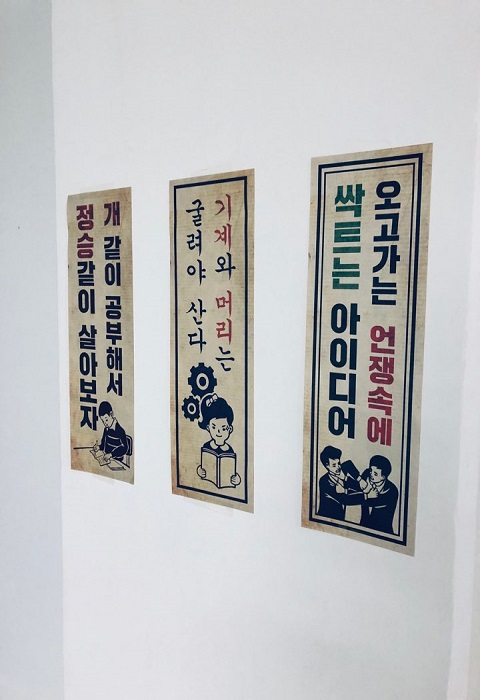 개 같이 공부해서
정승같이 살아보자
기계와 머리는
굴려야 산다
오고가는 언쟁속에
싹트는 아이디어